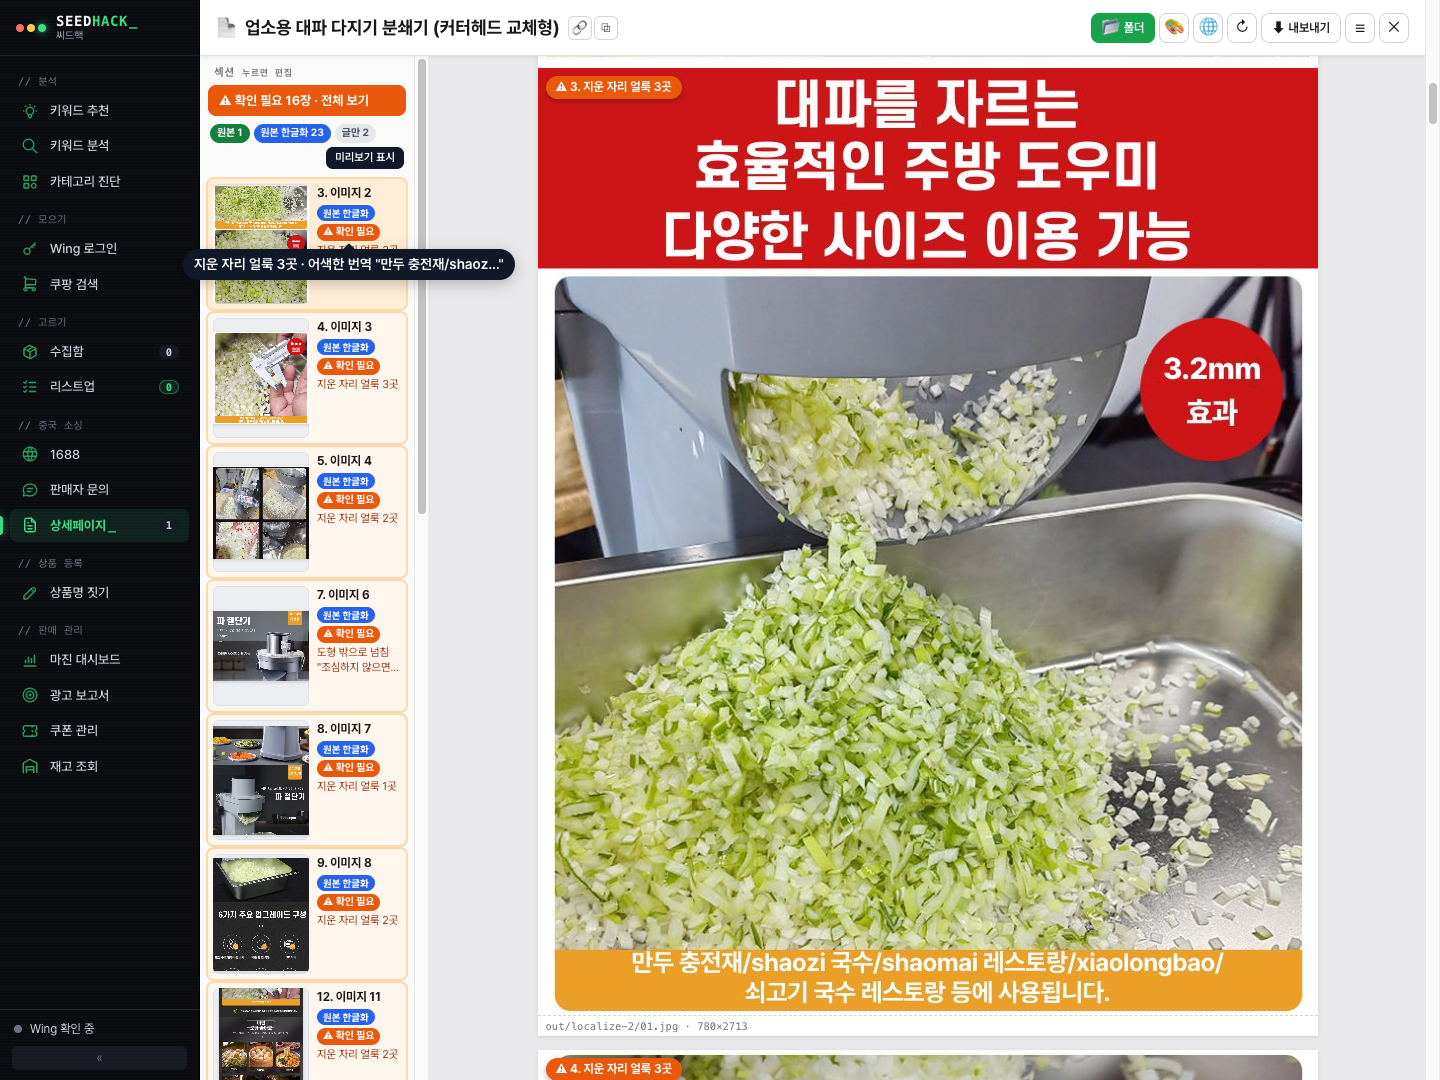 SEEDHACK_
씨드핵
// 분석
키워드 추천
키워드 분석
카테고리 진단
// 모으기
Wing 로그인
쿠팡 검색
// 고르기
수집함 0
리스트업 0
// 중국 소싱
1688
판매자 문의
상세페이지_ 1
// 상품 등록
상품명 짓기
// 판매 관리
마진 대시보드
광고 보고서
쿠폰 관리
재고 조회
Wing 확인 중
«
업소용 대파 다지기 분쇄기 (커터헤드 교체형)
폴더
내보내기
섹션 누르면 편집
⚠ 확인 필요 16장 · 전체 보기
원본 1 원본 한글화 23 글만 2
미리보기 표시
3. 이미지 2
원본 한글화
⚠ 확인 필요
지운 자리 얼룩 3곳 · 어색한 번역 "만두 충전재/shaoz..."
4. 이미지 3
원본 한글화
⚠ 확인 필요
지운 자리 얼룩 3곳
5. 이미지 4
원본 한글화
⚠ 확인 필요
지운 자리 얼룩 2곳
7. 이미지 6
원본 한글화
⚠ 확인 필요
도형 밖으로 넘침
"조심하지 않으면...
파 절단기
8. 이미지 7
원본 한글화
⚠ 확인 필요
지운 자리 얼룩 1곳
파 절단기
9. 이미지 8
원본 한글화
⚠ 확인 필요
지운 자리 얼룩 2곳
6가지 주요 업그레이드 구성
12. 이미지 11
원본 한글화
⚠ 확인 필요
지운 자리 얼룩 2곳
⚠ 3. 지운 자리 얼룩 3곳
대파를 자르는
효율적인 주방 도우미
다양한 사이즈 이용 가능
3.2mm
효과
만두 충전재/shaozi 국수/shaomai 레스토랑/xiaolongbao/
쇠고기 국수 레스토랑 등에 사용됩니다.
out/localize-2/01.jpg · 780×2713
⚠ 4. 지운 자리 얼룩 3곳